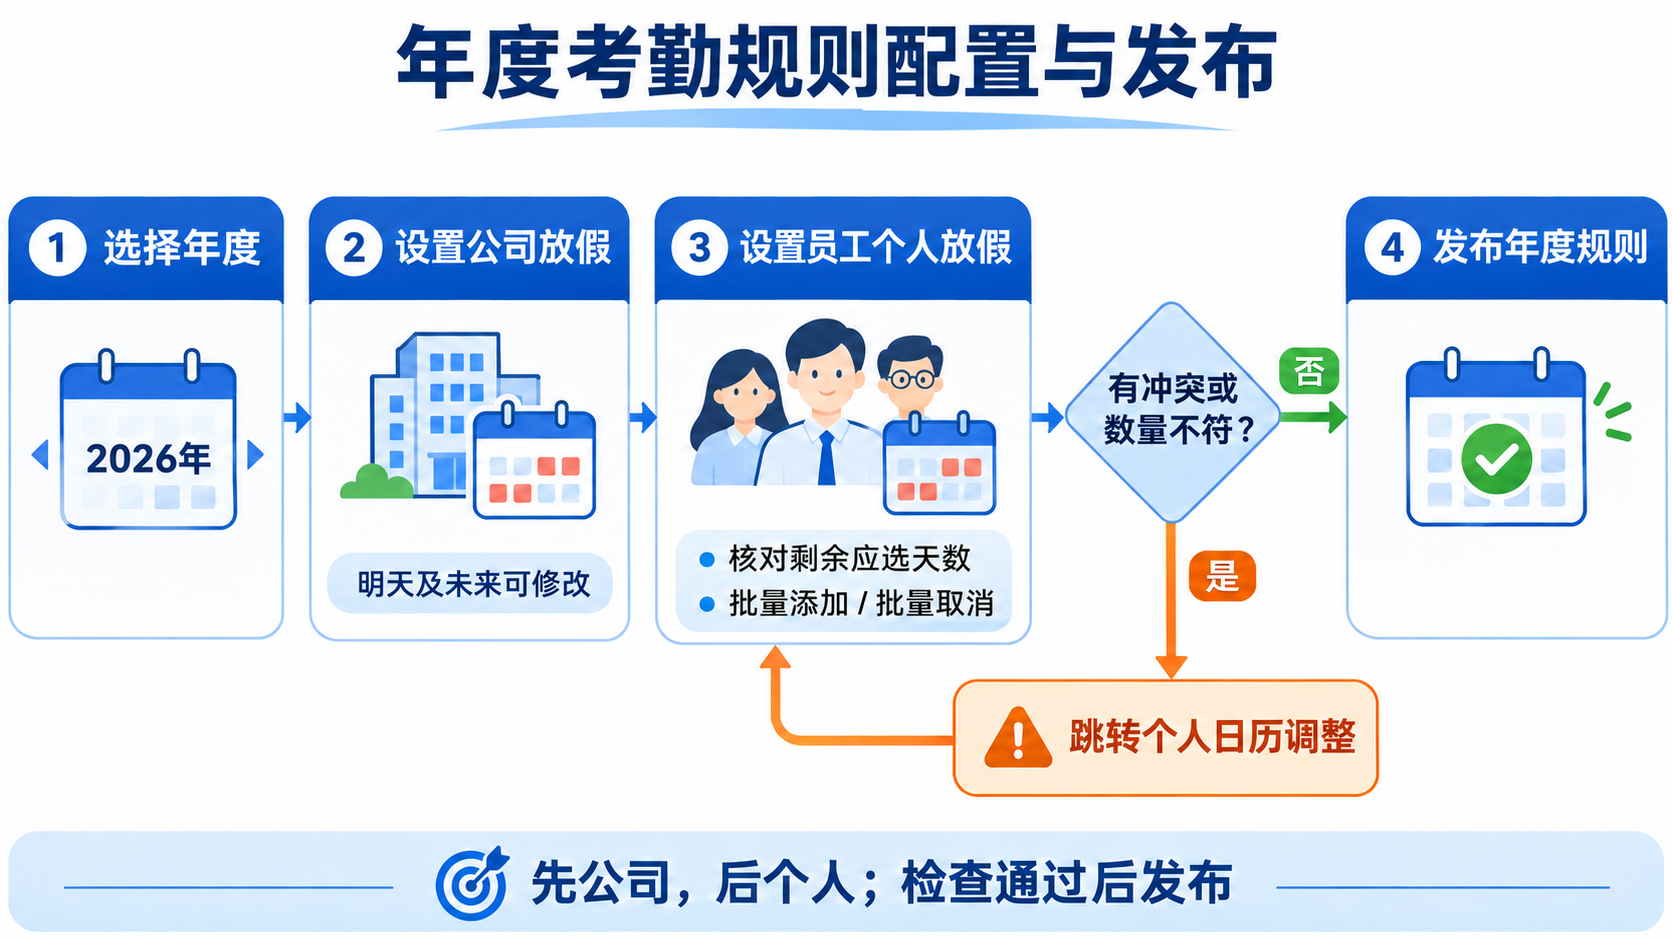 年度考勤规则配置与发布
1 选择年度
2026年
2 设置公司放假
明天及未来可修改
3 设置员工个人放假
核对剩余应选天数
批量添加 / 批量取消
有冲突或
数量不符？
否
是
4 发布年度规则
跳转个人日历调整
先公司，后个人；检查通过后发布